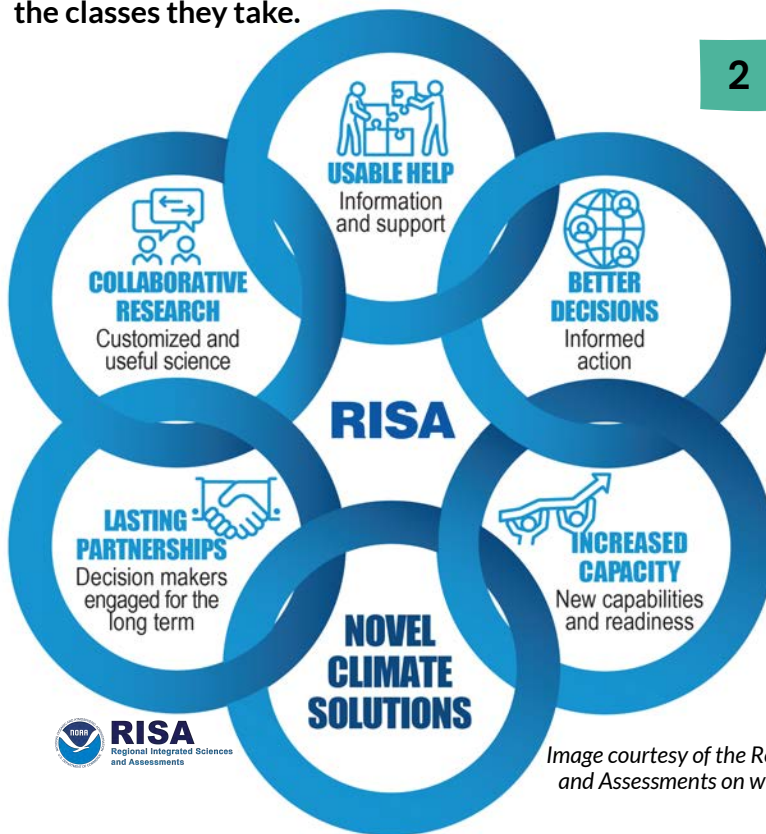 the classes they take.
2
USABLE HELP
Information
and support
COLLABORATIVE
RESEARCH
Customized and
useful science
BETTER
DECISIONS
Informed
action
RISA
LASTING
PARTNERSHIPS
Decision makers
engaged for the
long term
INCREASED
CAPACITY
New capabilities
and readiness
NOVEL
CLIMATE
SOLUTIONS
NOAA
RISA
Regional Integrated Sciences
and Assessments
Image courtesy of the
and Assessments on